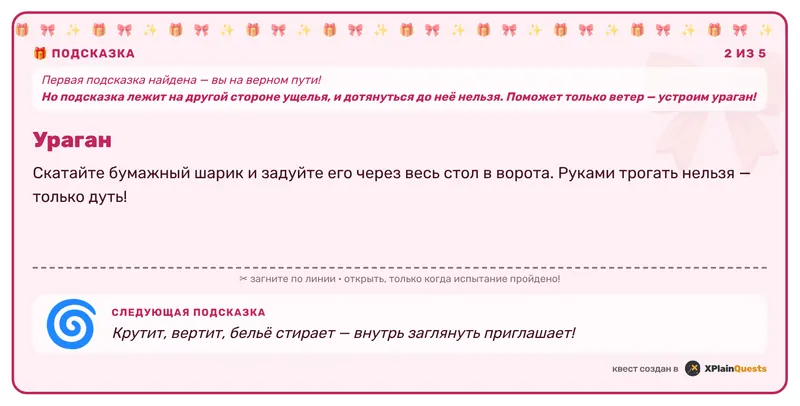 ПОДСКАЗКА
2 ИЗ 5
Первая подсказка найдена — вы на верном пути!
Но подсказка лежит на другой стороне ущелья, и дотянуться до неё нельзя. Поможет только ветер — устроим ураган!
Ураган
Скатайте бумажный шарик и задуйте его через весь стол в ворота. Руками трогать нельзя —
только дуть!
загните по линии · открыть, только когда испытание пройдено!
СЛЕДУЮЩАЯ ПОДСКАЗКА
Крутит, вертит, бельё стирает — внутрь заглянуть приглашает!
квест создан в XPlainQuests